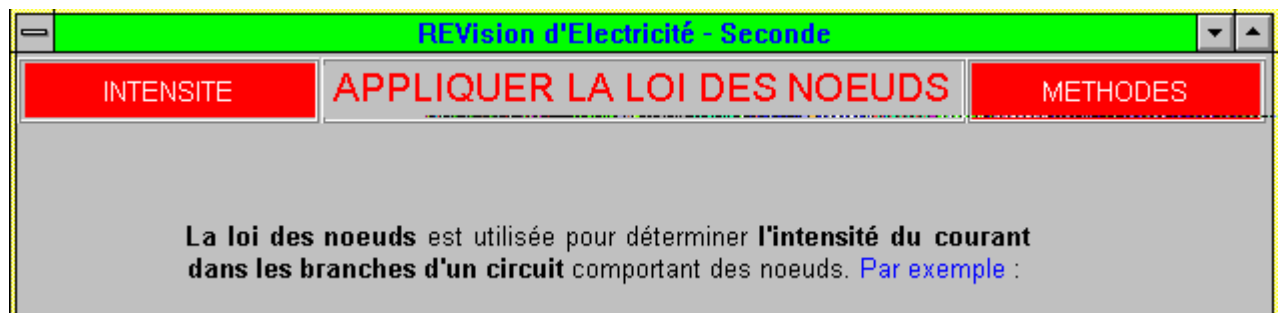 REVision d'Electricité - Seconde
INTENSITE
APPLIQUER LA LOI DES NOEUDS
METHODES
La loi des noeuds est utilisée pour déterminer l'intensité du courant
dans les branches d'un circuit comportant des noeuds. Par exemple :